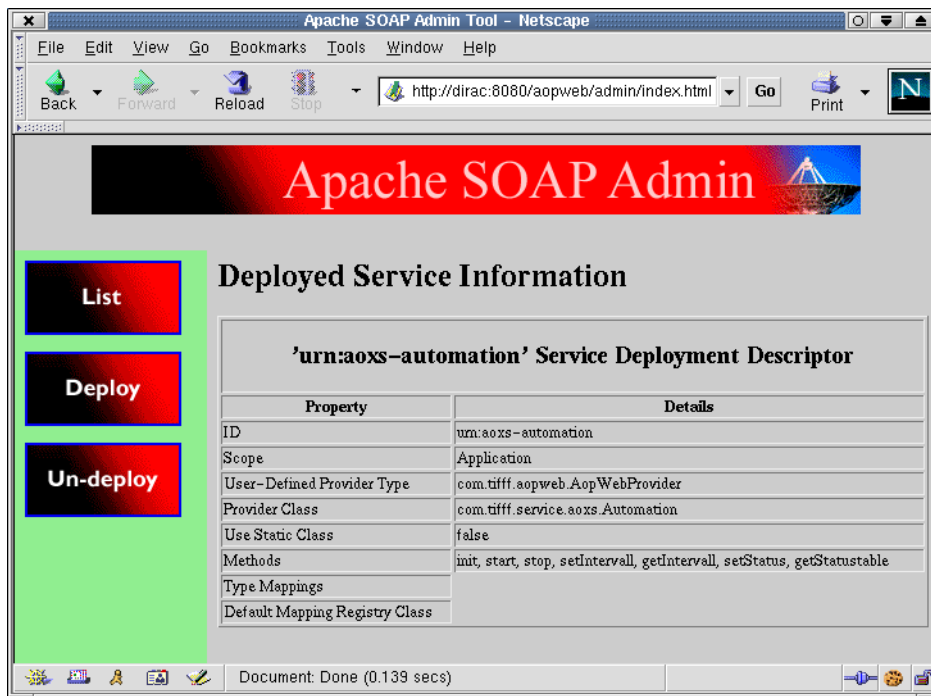 Apache SOAP Admin Tool - Netscape
File Edit View Go Bookmarks Tools Window Help
Back Forward Reload Stop http://dirac:8080/aopweb/admin/index.html Go Print N
Apache SOAP Admin
List
Deploy
Un-deploy
Deployed Service Information
'urn:aoxs-automation' Service Deployment Descriptor
Property Details
ID urn:aoxs-automation
Scope Application
User-Defined Provider Type com.tifff.aopweb.AopWebProvider
Provider Class com.tifff.service.aoxs.Automation
Use Static Class false
Methods init, start, stop, setIntervall, getIntervall, setStatus, getStatustable
Type Mappings
Default Mapping Registry Class
Document: Done (0.139 secs)